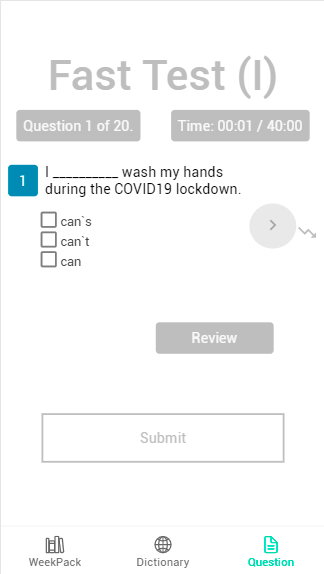 Fast Test (I)
Question 1 of 20.
Time: 00:01 / 40:00
1
I __________ wash my hands
during the COVID19 lockdown.
can`s
can`t
can
Review
Submit
WeekPack
Dictionary
Question